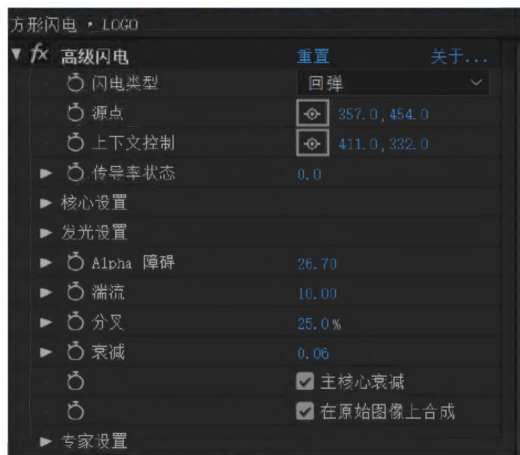 方形闪电 • LOGO
fx 高级闪电 重置 关于...
闪电类型 回弹
源点 357.0,454.0
上下文控制 411.0,332.0
传导率状态 0.0
核心设置
发光设置
Alpha 障碍 26.70
湍流 10.00
分叉 25.0%
衰减 0.06
主核心衰减
在原始图像上合成
专家设置